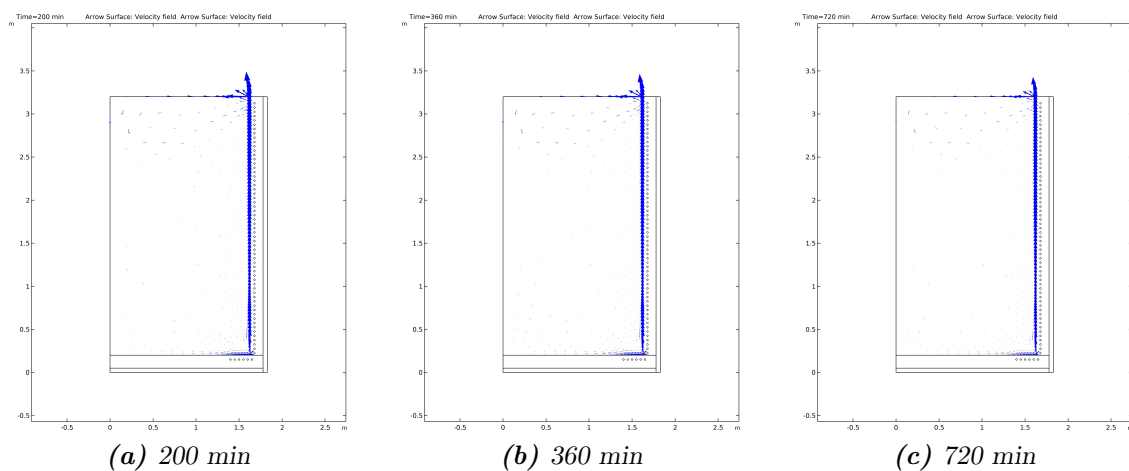 Time=200 min Arrow Surface: Velocity field Arrow Surface: Velocity field
m
3.5
3
2.5
2
1.5
1
0.5
0
-0.5
-0.5 0 0.5 1 1.5 2 2.5 m
(a) 200 min
Time=360 min Arrow Surface: Velocity field Arrow Surface: Velocity field
m
3.5
3
2.5
2
1.5
1
0.5
0
-0.5
-0.5 0 0.5 1 1.5 2 2.5 m
(b) 360 min
Time=720 min Arrow Surface: Velocity field Arrow Surface: Velocity field
m
3.5
3
2.5
2
1.5
1
0.5
0
-0.5
-0.5 0 0.5 1 1.5 2 2.5 m
(c) 720 min